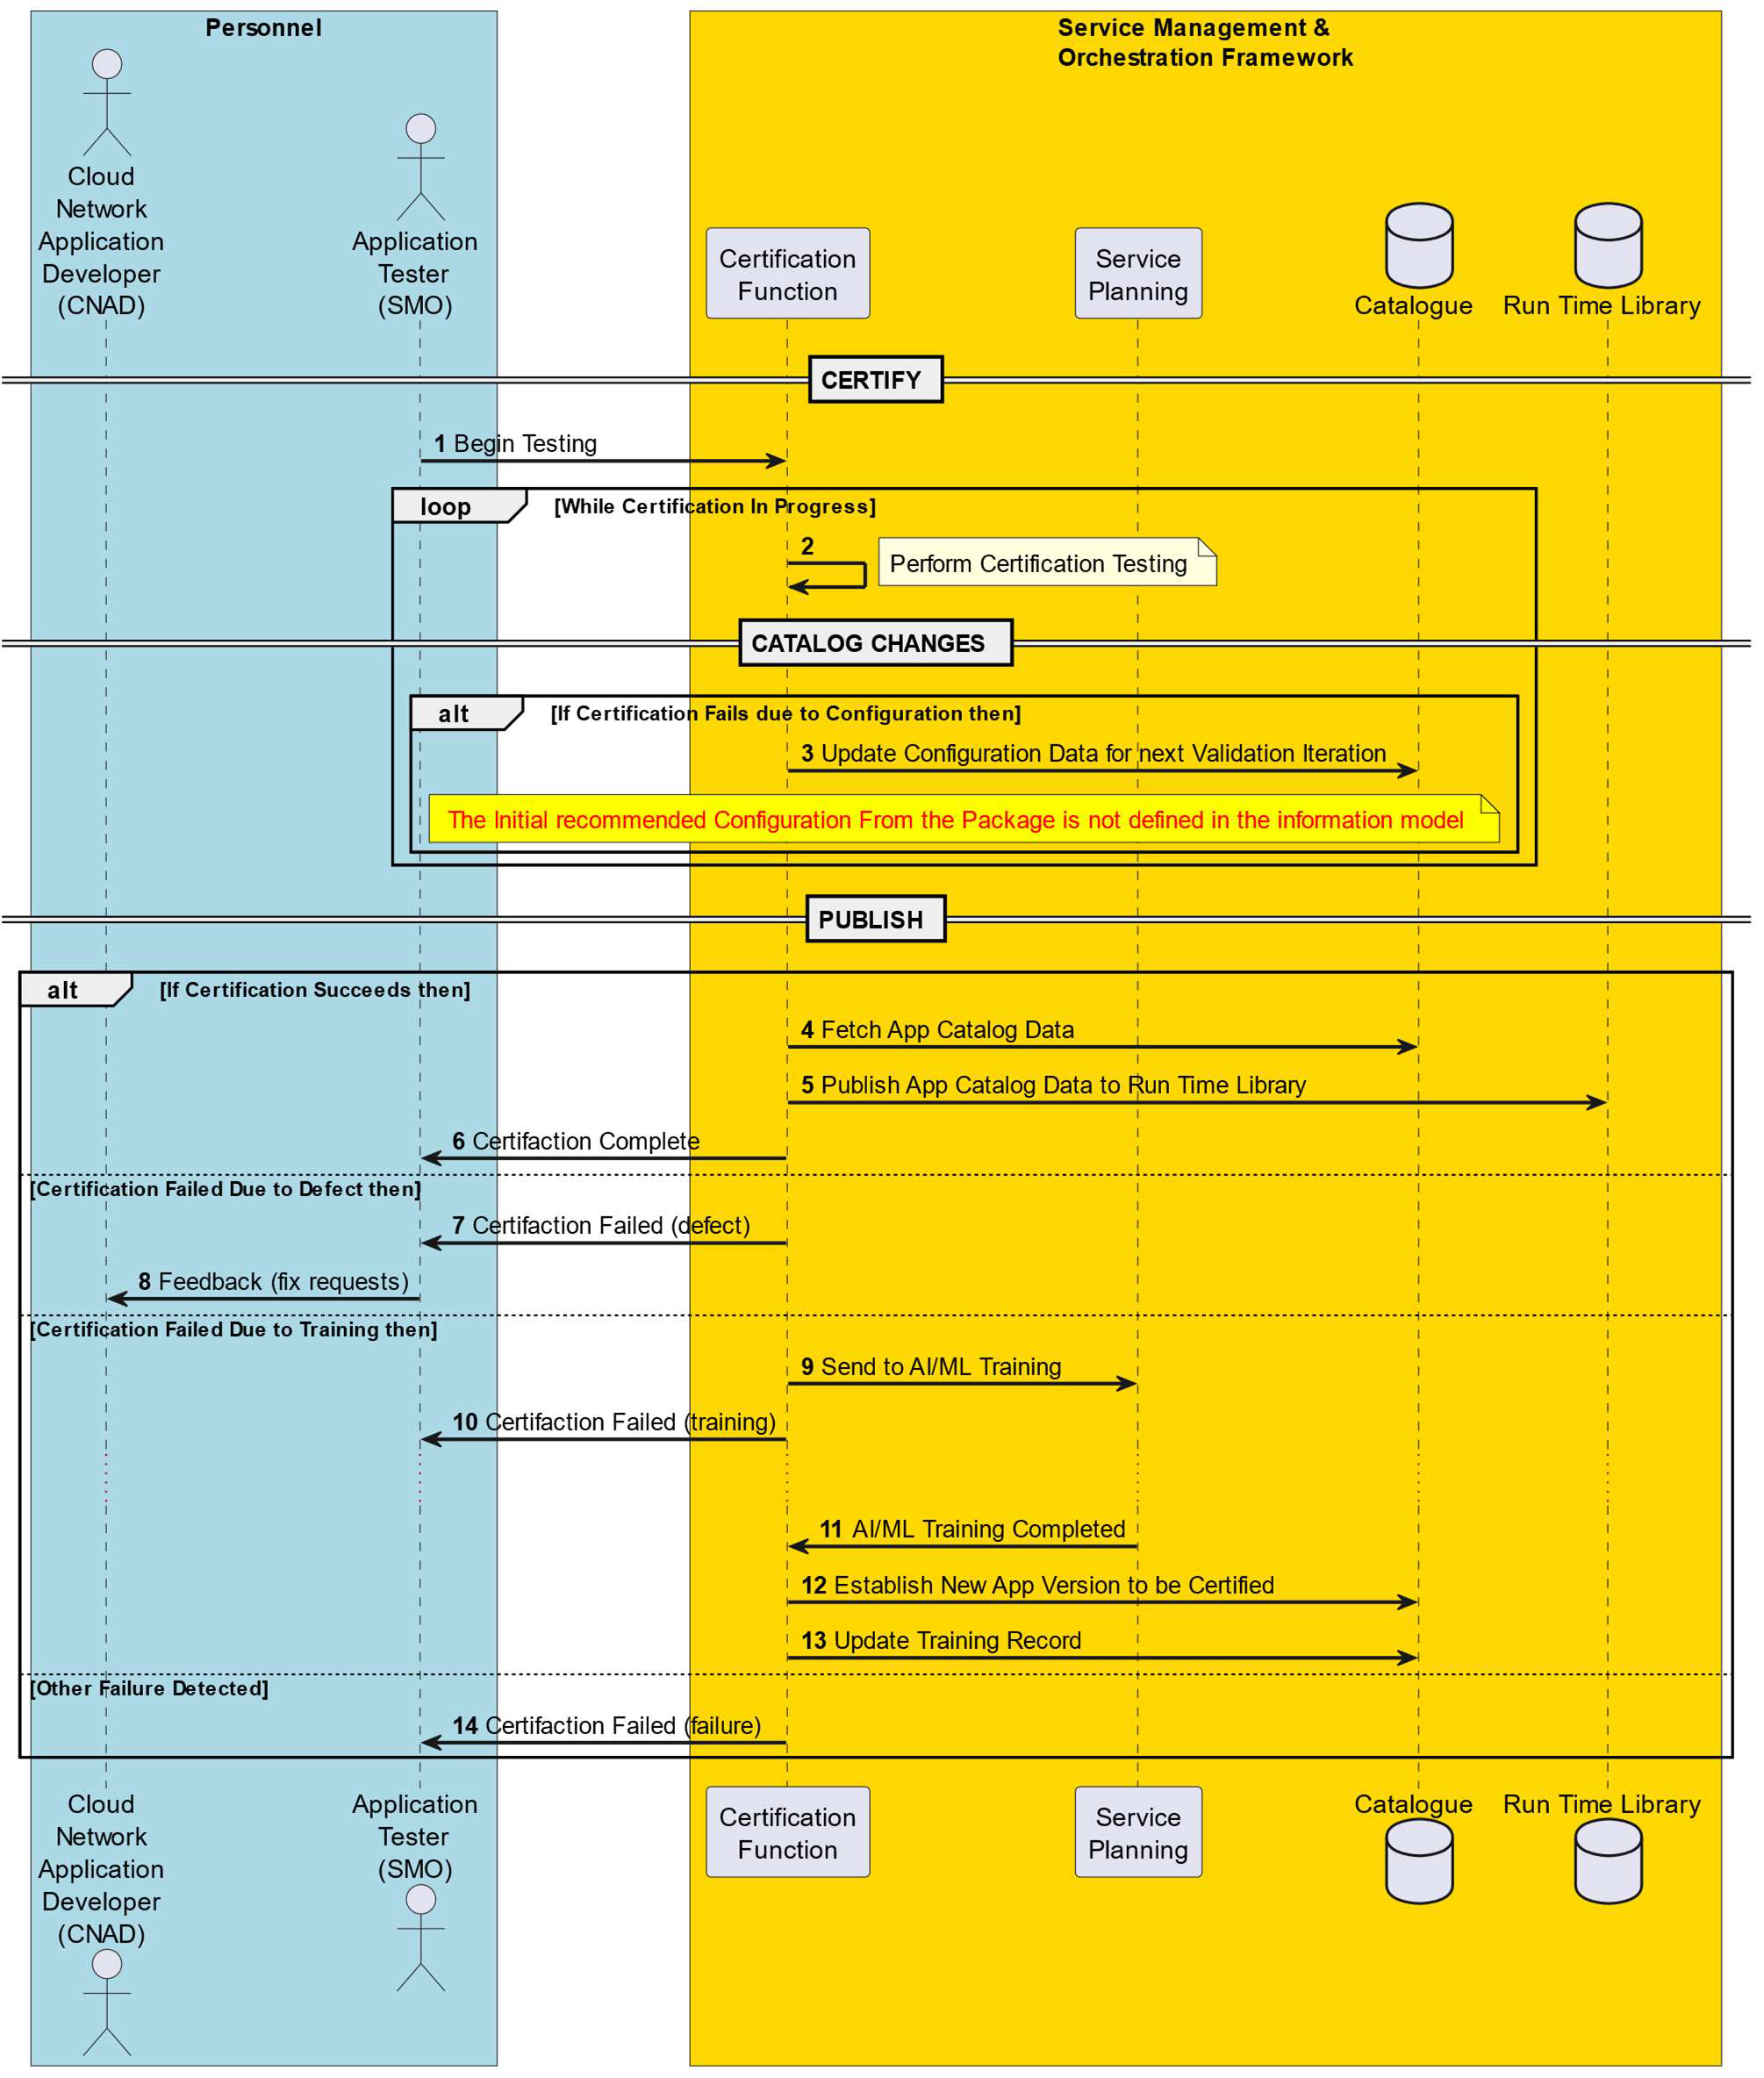 Personnel
Service Management &
Orchestration Framework
Cloud
Network
Application
Developer
(CNAD)
Application
Tester
(SMO)
Certification
Function
Service
Planning
Catalogue
Run Time Library
CERTIFY
1 Begin Testing
loop [While Certification In Progress]
2
Perform Certification Testing
CATALOG CHANGES
alt [If Certification Fails due to Configuration then]
3 Update Configuration Data for next Validation Iteration
The Initial recommended Configuration From the Package is not defined in the information model
PUBLISH
alt [If Certification Succeeds then]
4 Fetch App Catalog Data
5 Publish App Catalog Data to Run Time Library
6 Certifaction Complete
[Certification Failed Due to Defect then]
7 Certifaction Failed (defect)
8 Feedback (fix requests)
[Certifaction Failed Due to Training then]
9 Send to AI/ML Training
10 Certifaction Failed (training)
11 AI/ML Training Completed
12 Establish New App Version to be Certified
13 Update Training Record
[Other Failure Detected]
14 Certifaction Failed (failure)
Cloud
Network
Application
Developer
(CNAD)
Application
Tester
(SMO)
Certification
Function
Service
Planning
Catalogue
Run Time Library